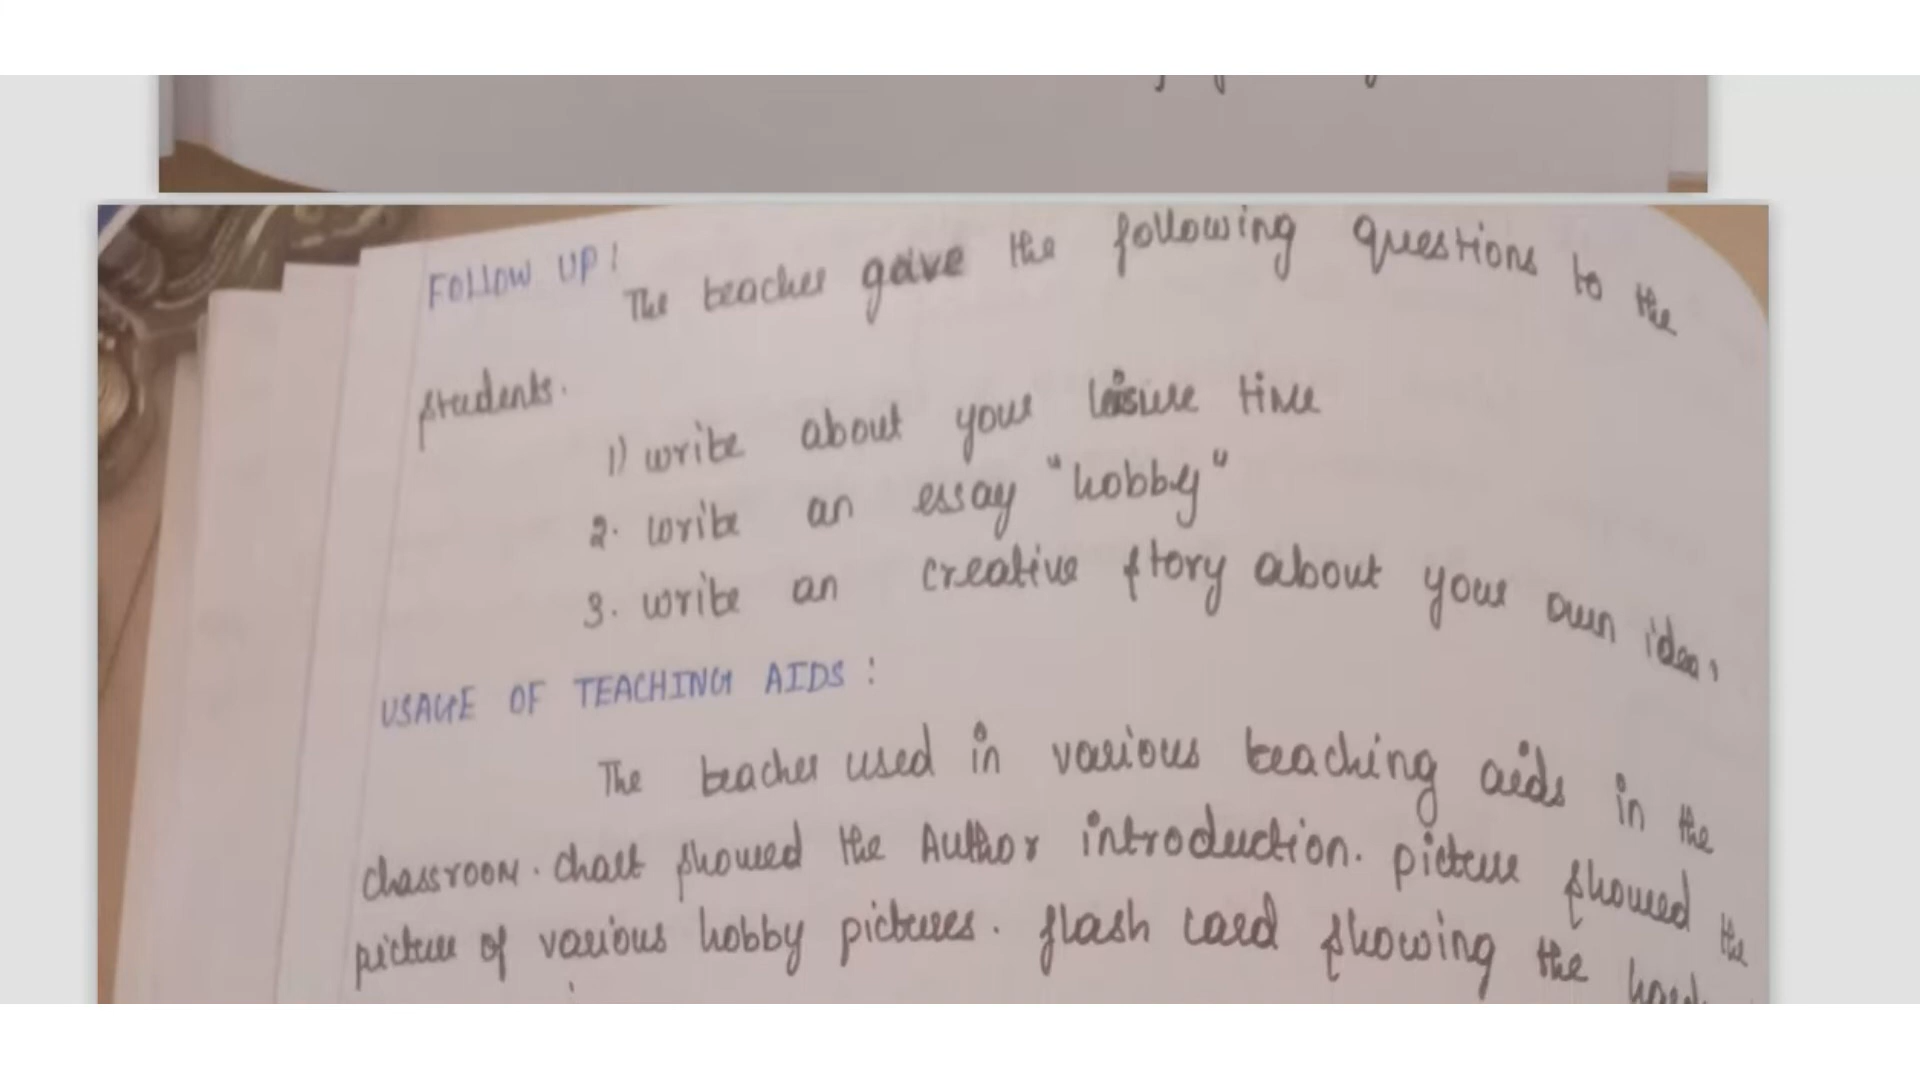 FOLLOW UP!
The teacher gave the following questions to the
students.
1) write about your leisure time
2. write an essay "hobby"
3. write an creative story about your own idea,
USAGE OF TEACHING AIDS :
The teacher used in various teaching aids in the
classroom. chart showed the Author introduction. picture showed the
picture of various hobby pictures. flash card showing the